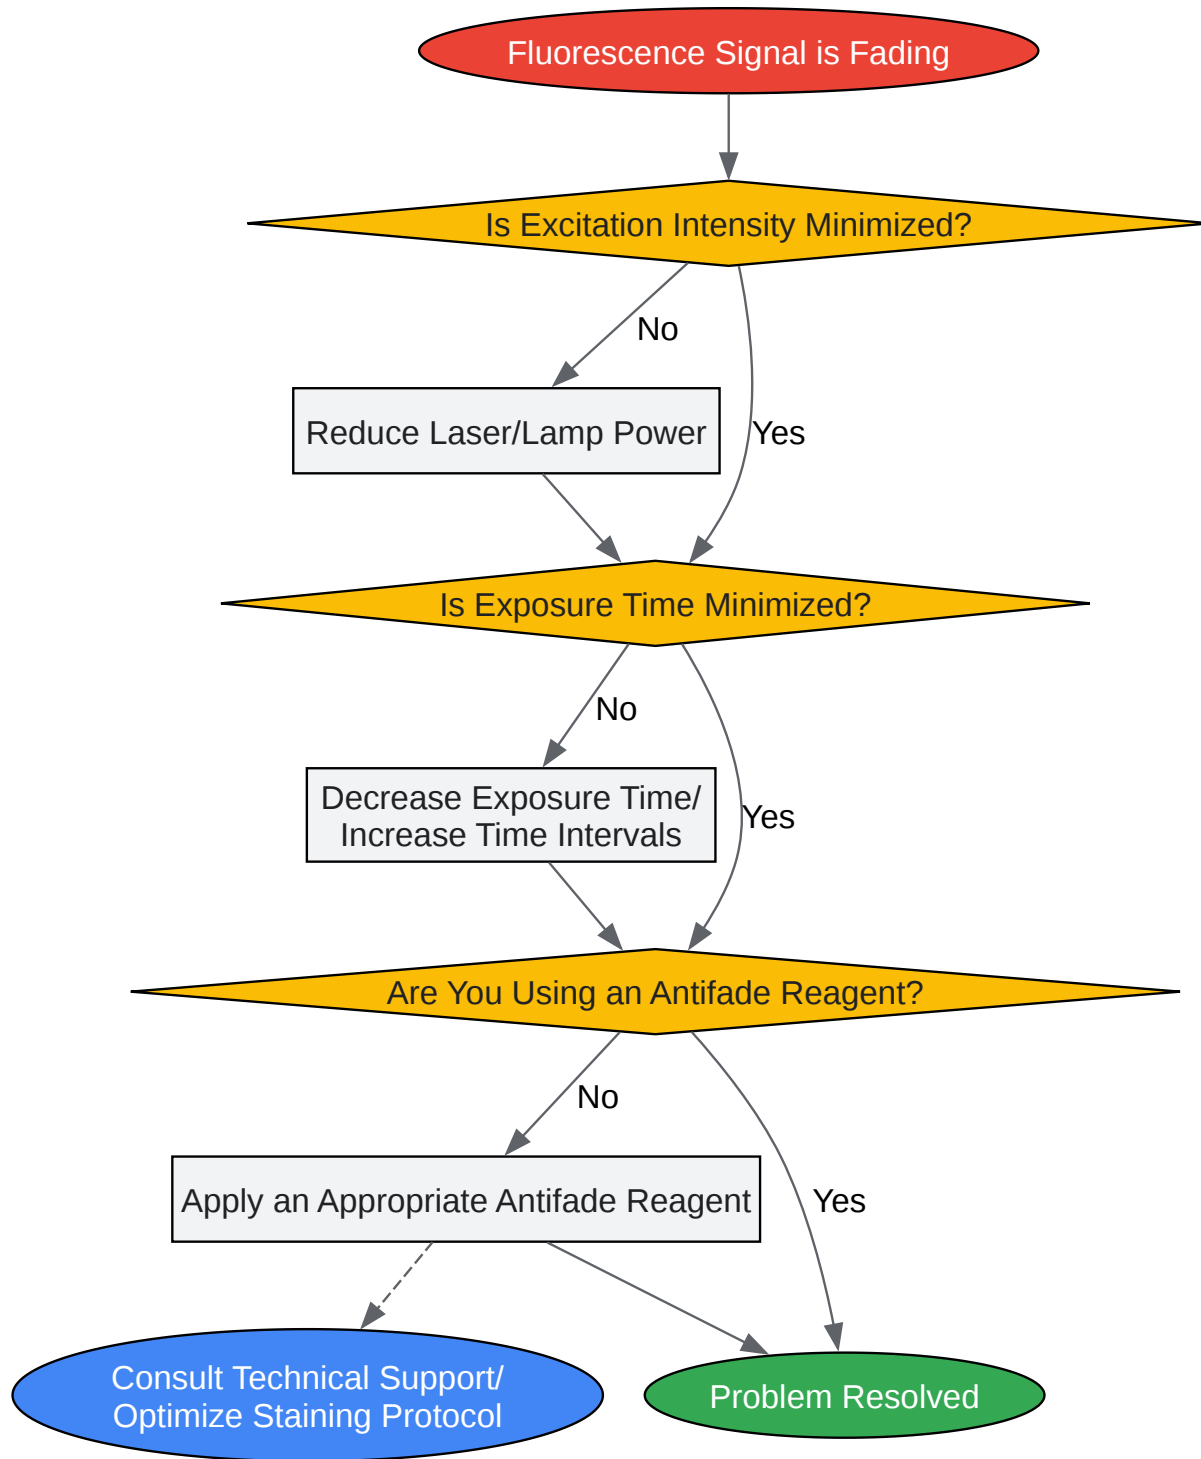 Fluorescence Signal is Fading
Is Excitation Intensity Minimized?
No
Reduce Laser/Lamp Power
Yes
Is Exposure Time Minimized?
No
Decrease Exposure Time/
Increase Time Intervals
Yes
Are You Using an Antifade Reagent?
No
Apply an Appropriate Antifade Reagent
Yes
Consult Technical Support/
Optimize Staining Protocol
Problem Resolved